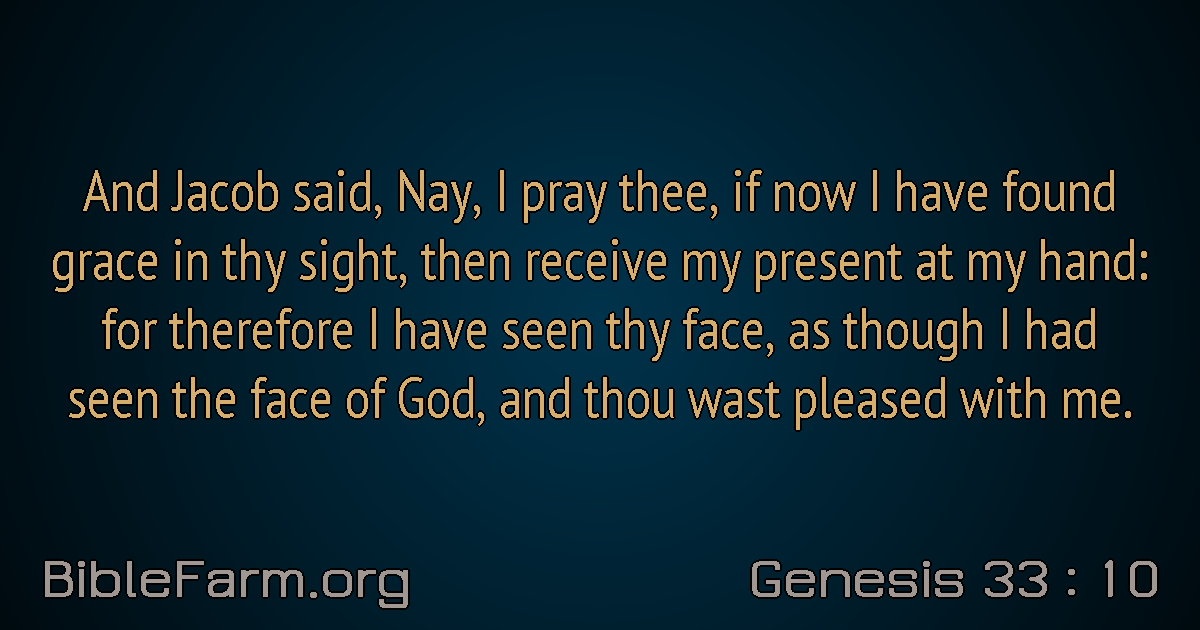 And Jacob said, Nay, I pray thee, if now I have found
grace in thy sight, then receive my present at my hand:
for therefore I have seen thy face, as though I had
seen the face of God, and thou wast pleased with me.
BibleFarm.org
Genesis 33 : 10